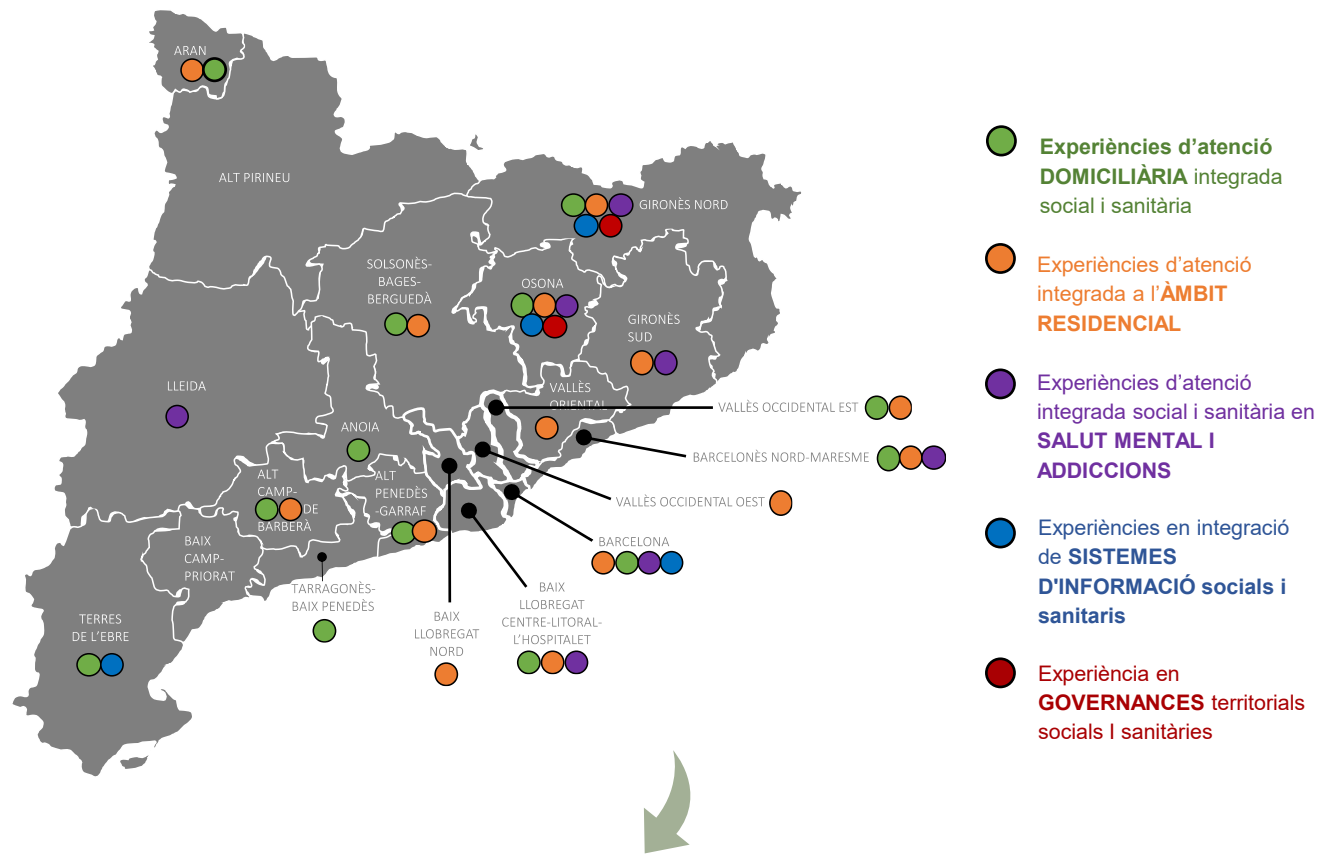 ARAN
ALT PIRINEU
GIRONÈS NORD
SOLSONÈS-
BAGES-
BERGUEDÀ
OSONA
GIRONÈS
SUD
LLEIDA
VALLÈS
ORIENTAL
VALLÈS OCCIDENTAL EST
ANOIA
BARCELONÈS NORD-MARESME
ALT
CAMP-
DE
BARBERÀ
ALT
PENEDÈS
-GARRAF
VALLÈS OCCIDENTAL OEST
BAIX
CAMP-
PRIORAT
BARCELONA
TARRAGONÈS-
BAIX PENEDÈS
BAIX
LLOBREGAT
NORD
BAIX
LLOBREGAT
CENTRE-LITORAL-
L'HOSPITALET
TERRES
DE L'EBRE
Experiències d'atenció
DOMICILIÀRIA integrada
social i sanitària
Experiències d'atenció
integrada a l'ÀMBIT
RESIDENCIAL
Experiències d'atenció
integrada social i sanitària en
SALUT MENTAL I
ADDICCIONS
Experiències en integració
de SISTEMES
D'INFORMACIÓ socials i
sanitaris
Experiència en
GOVERNANCES territorials
socials I sanitàries